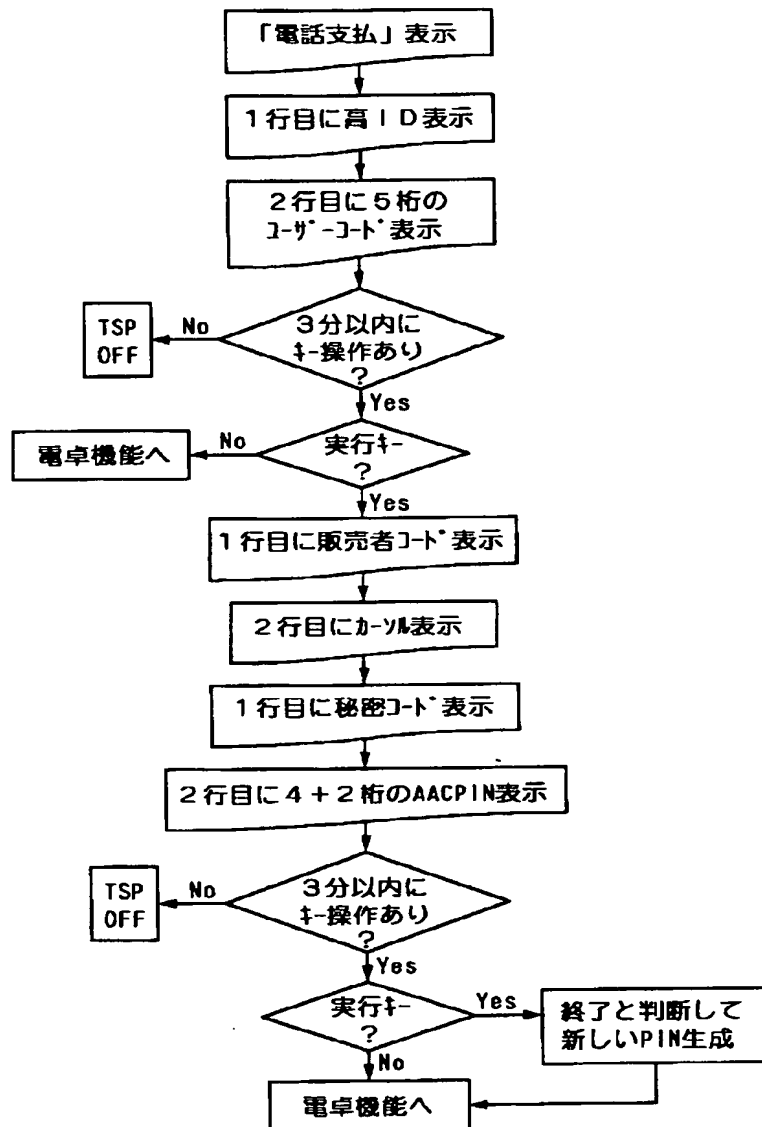 「電話支払」表示
1行目に高ID表示
2行目に5桁の
ユーザーコード表示
3分以内に
キー操作あり
?
No
TSP
OFF
Yes
実行キー
?
No
電卓機能へ
Yes
1行目に販売者コード表示
2行目にカーソル表示
1行目に秘密コード表示
2行目に4+2桁のAACPIN表示
3分以内に
キー操作あり
?
No
TSP
OFF
Yes
実行キー
?
Yes
終了と判断して
新しいPIN生成
No
電卓機能へ